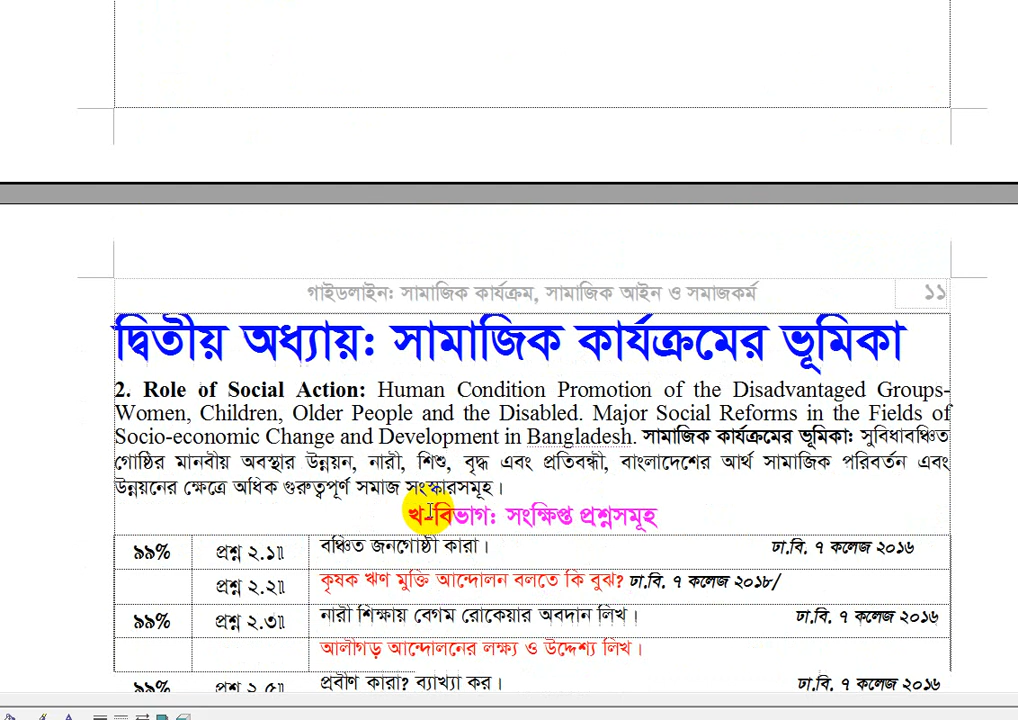 গাইডলাইন: সামাজিক কার্যক্রম, সামাজিক আইন ও সমাজকর্ম ১১
দ্বিতীয় অধ্যায়: সামাজিক কার্যক্রমের ভূমিকা
2. Role of Social Action: Human Condition Promotion of the Disadvantaged Groups-
Women, Children, Older People and the Disabled. Major Social Reforms in the Fields of
Socio-economic Change and Development in Bangladesh. সামাজিক কার্যক্রমের ভূমিকা: সুবিধাবঞ্চিত
গোষ্ঠির মানবীয় অবস্থার উন্নয়ন, নারী, শিশু, বৃদ্ধ এবং প্রতিবন্ধী, বাংলাদেশের আর্থ সামাজিক পরিবর্তন এবং
উন্নয়নের ক্ষেত্রে অধিক গুরুত্বপূর্ণ সমাজ সংস্কারসমূহ।
খ-বিভাগ: সংক্ষিপ্ত প্রশ্নসমূহ
৯৯% প্রশ্ন ২.১॥ বঞ্চিত জনগোষ্ঠী কারা। ঢা.বি. ৭ কলেজ ২০১৬
প্রশ্ন ২.২॥ কৃষক ঋণ মুক্তি আন্দোলন বলতে কি বুঝ? ঢা.বি. ৭ কলেজ ২০১৮/
৯৯% প্রশ্ন ২.৩॥ নারী শিক্ষায় বেগম রোকেয়ার অবদান লিখ। ঢা.বি. ৭ কলেজ ২০১৬
আলীগড় আন্দোলনের লক্ষ্য ও উদ্দেশ্য লিখ।
৯৯% প্রশ্ন ২.৫॥ প্রবীণ কারা? ব্যাখ্যা কর। ঢা.বি. ৭ কলেজ ২০১৬